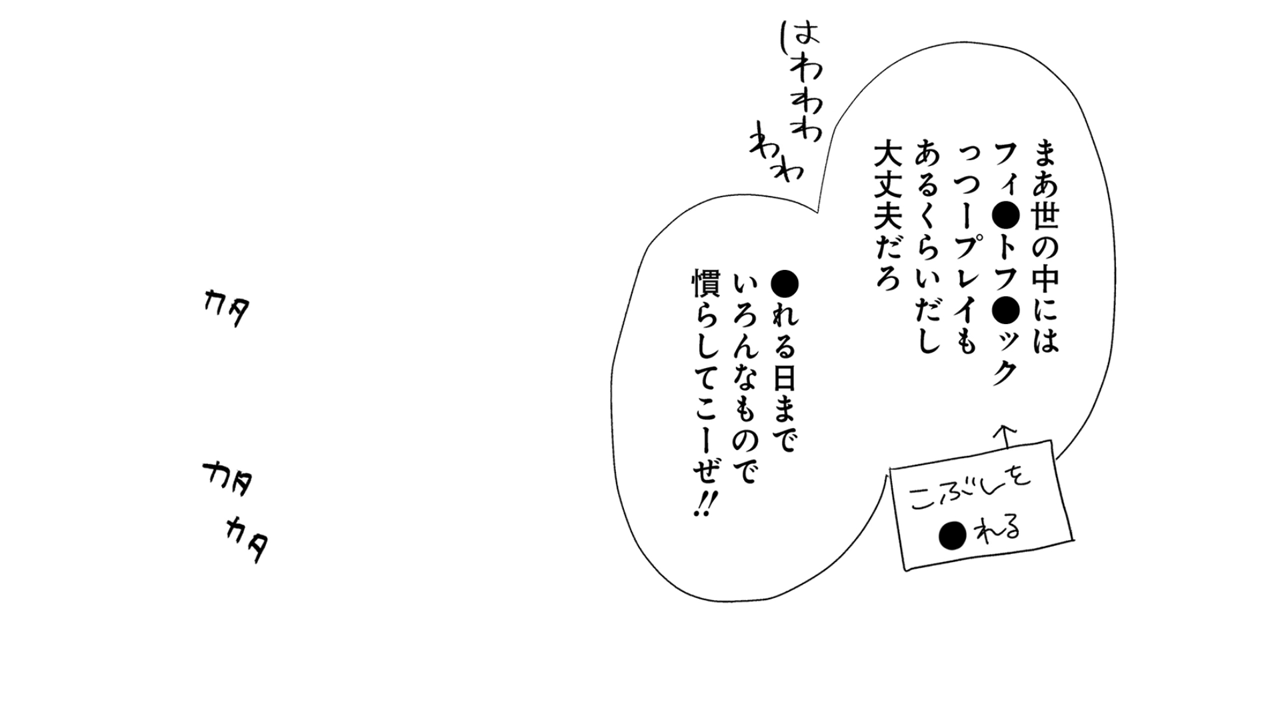 まあ世の中には
フィ●トフ●ック
っつープレイも
あるくらいだし
大丈夫だろ
こぶしを
●れる
はわわわ
わわ
●れる日まで
いろんなもので
慣らしてこーぜ!!
カタ
カタ
カタ